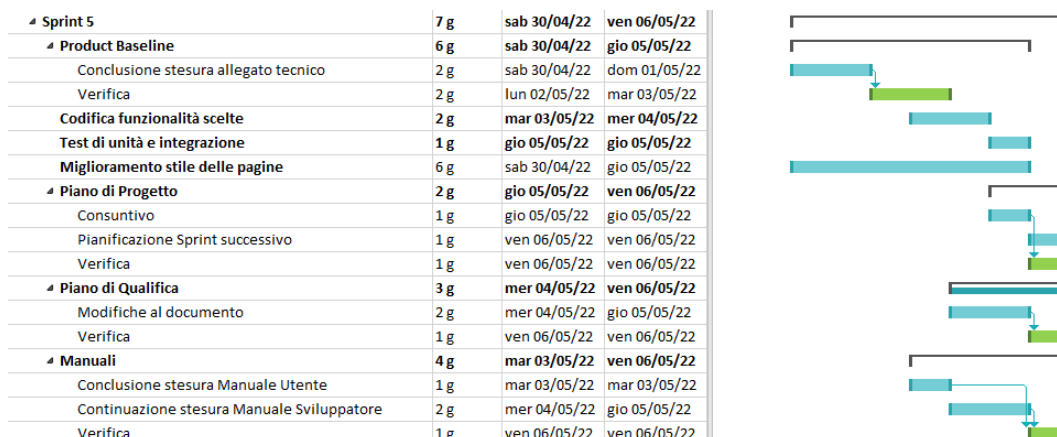 Sprint 5 7 g sab 30/04/22 ven 06/05/22
Product Baseline 6 g sab 30/04/22 gio 05/05/22
Conclusione stesura allegato tecnico 2 g sab 30/04/22 dom 01/05/22
Verifica 2 g lun 02/05/22 mar 03/05/22
Codifica funzionalità scelte 2 g mar 03/05/22 mer 04/05/22
Test di unità e integrazione 1 g gio 05/05/22 gio 05/05/22
Miglioramento stile delle pagine 6 g sab 30/04/22 gio 05/05/22
Piano di Progetto 2 g gio 05/05/22 ven 06/05/22
Consuntivo 1 g gio 05/05/22 gio 05/05/22
Pianificazione Sprint successivo 1 g ven 06/05/22 ven 06/05/22
Verifica 1 g ven 06/05/22 ven 06/05/22
Piano di Qualifica 3 g mer 04/05/22 ven 06/05/22
Modifiche al documento 2 g mer 04/05/22 gio 05/05/22
Verifica 1 g ven 06/05/22 ven 06/05/22
Manuali 4 g mar 03/05/22 ven 06/05/22
Conclusione stesura Manuale Utente 1 g mar 03/05/22 mar 03/05/22
Continuazione stesura Manuale Sviluppatore 2 g mer 04/05/22 gio 05/05/22
Verifica 1 g ven 06/05/22 ven 06/05/22